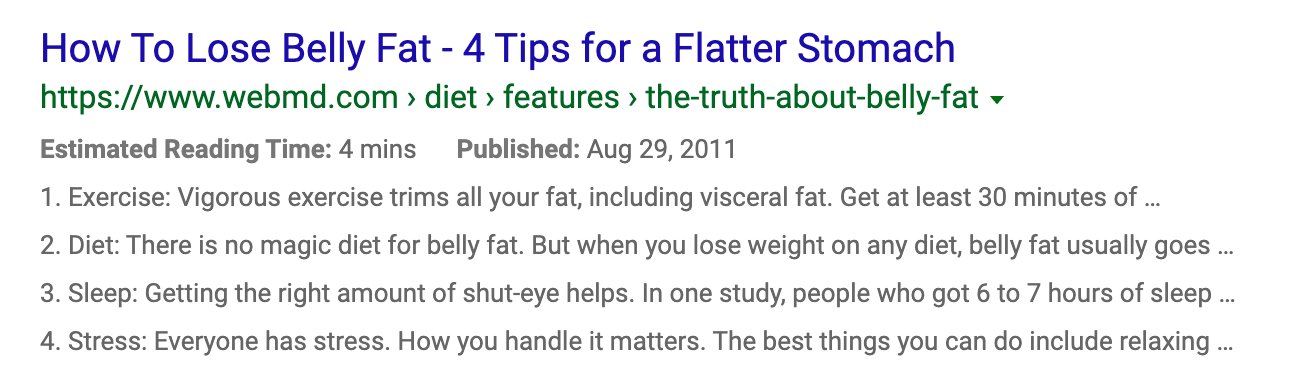 How To Lose Belly Fat - 4 Tips for a Flatter Stomach
https://www.webmd.com › diet › features › the-truth-about-belly-fat
Estimated Reading Time: 4 mins Published: Aug 29, 2011
1. Exercise: Vigorous exercise trims all your fat, including visceral fat. Get at least 30 minutes of ...
2. Diet: There is no magic diet for belly fat. But when you lose weight on any diet, belly fat usually goes ...
3. Sleep: Getting the right amount of shut-eye helps. In one study, people who got 6 to 7 hours of sleep ...
4. Stress: Everyone has stress. How you handle it matters. The best things you can do include relaxing ...